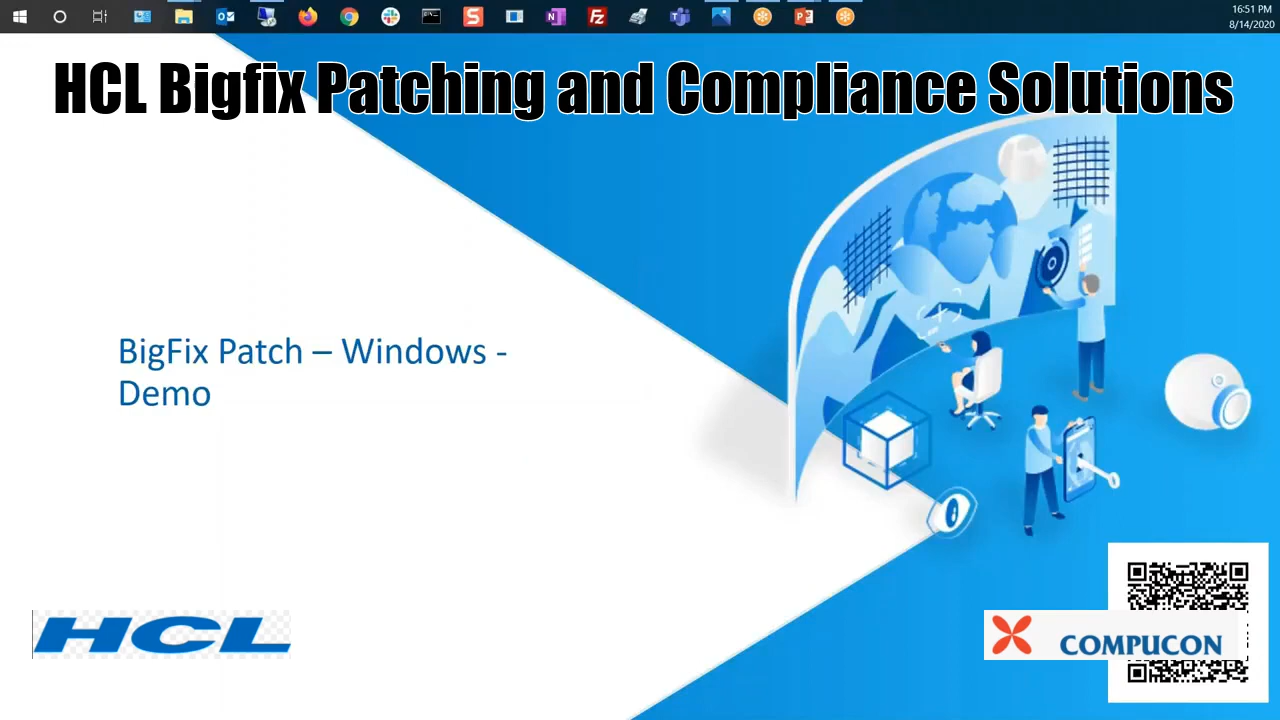 16:51 PM
8/14/2020
HCL Bigfix Patching and Compliance Solutions
BigFix Patch – Windows -
Demo
HCL
COMPUCON